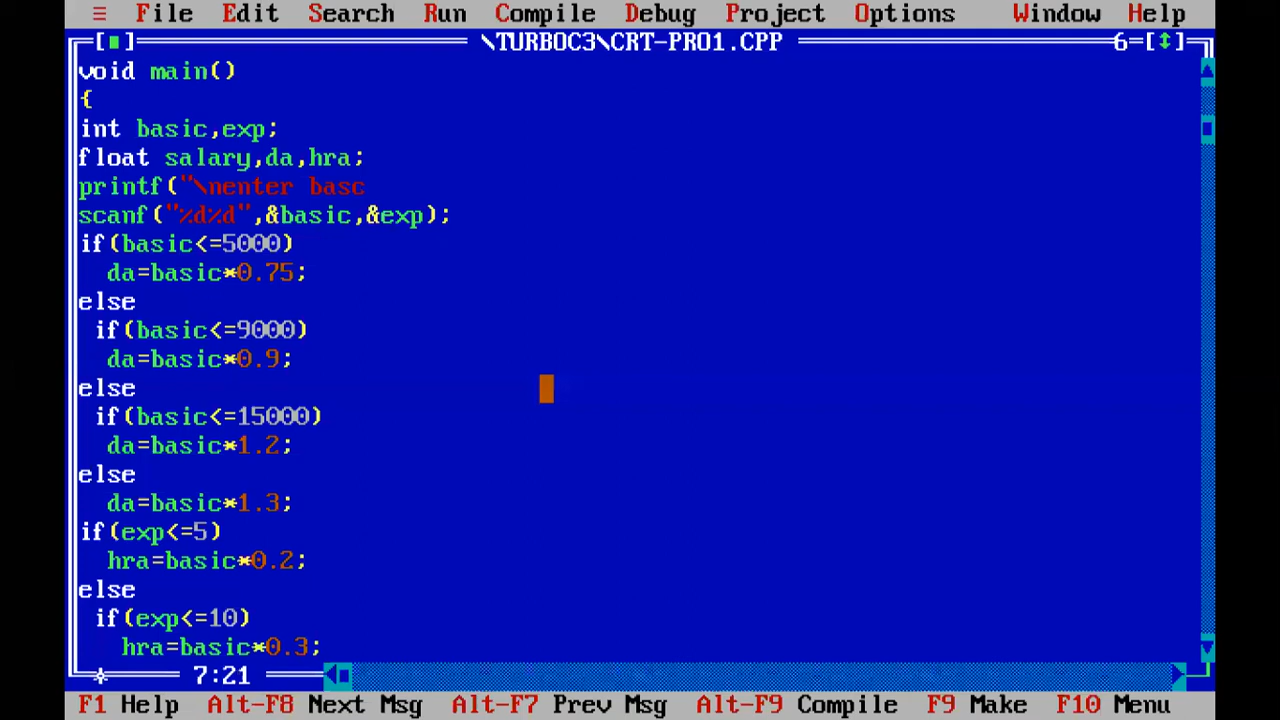 ≡ File Edit Search Run Compile Debug Project Options Window Help
[■] \TURBOC3\CRT-PRO1.CPP 6=[↕]
void main()
{
int basic,exp;
float salary,da,hra;
printf("\nenter basc
scanf("%d%d",&basic,&exp);
if(basic<=5000)
da=basic*0.75;
else
if(basic<=9000)
da=basic*0.9;
else
if(basic<=15000)
da=basic*1.2;
else
da=basic*1.3;
if(exp<=5)
hra=basic*0.2;
else
if(exp<=10)
hra=basic*0.3;
7:21
F1 Help Alt-F8 Next Msg Alt-F7 Prev Msg Alt-F9 Compile F9 Make F10 Menu